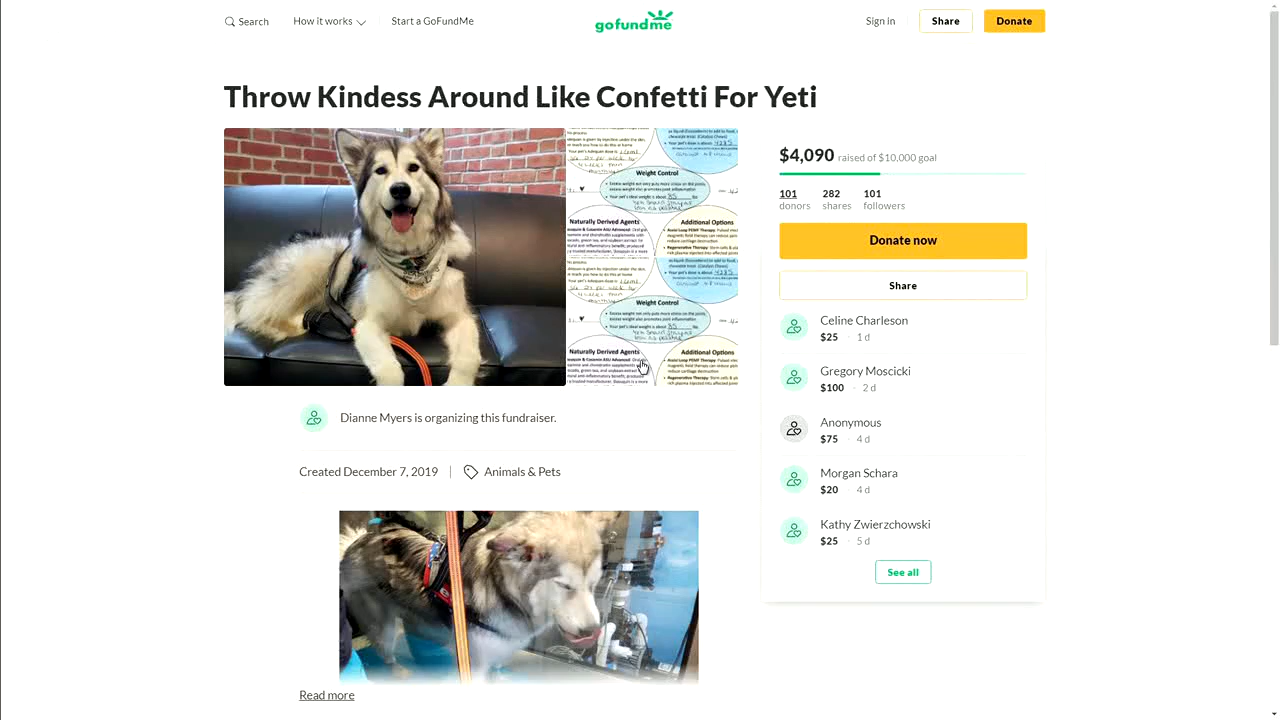 Search
How it works
Start a GoFundMe
gofundme
Sign in
Share
Donate
Throw Kindess Around Like Confetti For Yeti
Weight Control
Naturally Derived Agents
Additional Options
Weight Control
Naturally Derived Agents
Additional Options
$4,090 raised of $10,000 goal
101 282 101
donors shares followers
Donate now
Share
Celine Charleson
$25 · 1 d
Gregory Moscicki
$100 · 2 d
Anonymous
$75 · 4 d
Morgan Schara
$20 · 4 d
Kathy Zwierzchowski
$25 · 5 d
See all
Dianne Myers is organizing this fundraiser.
Created December 7, 2019 | Animals & Pets
Read more